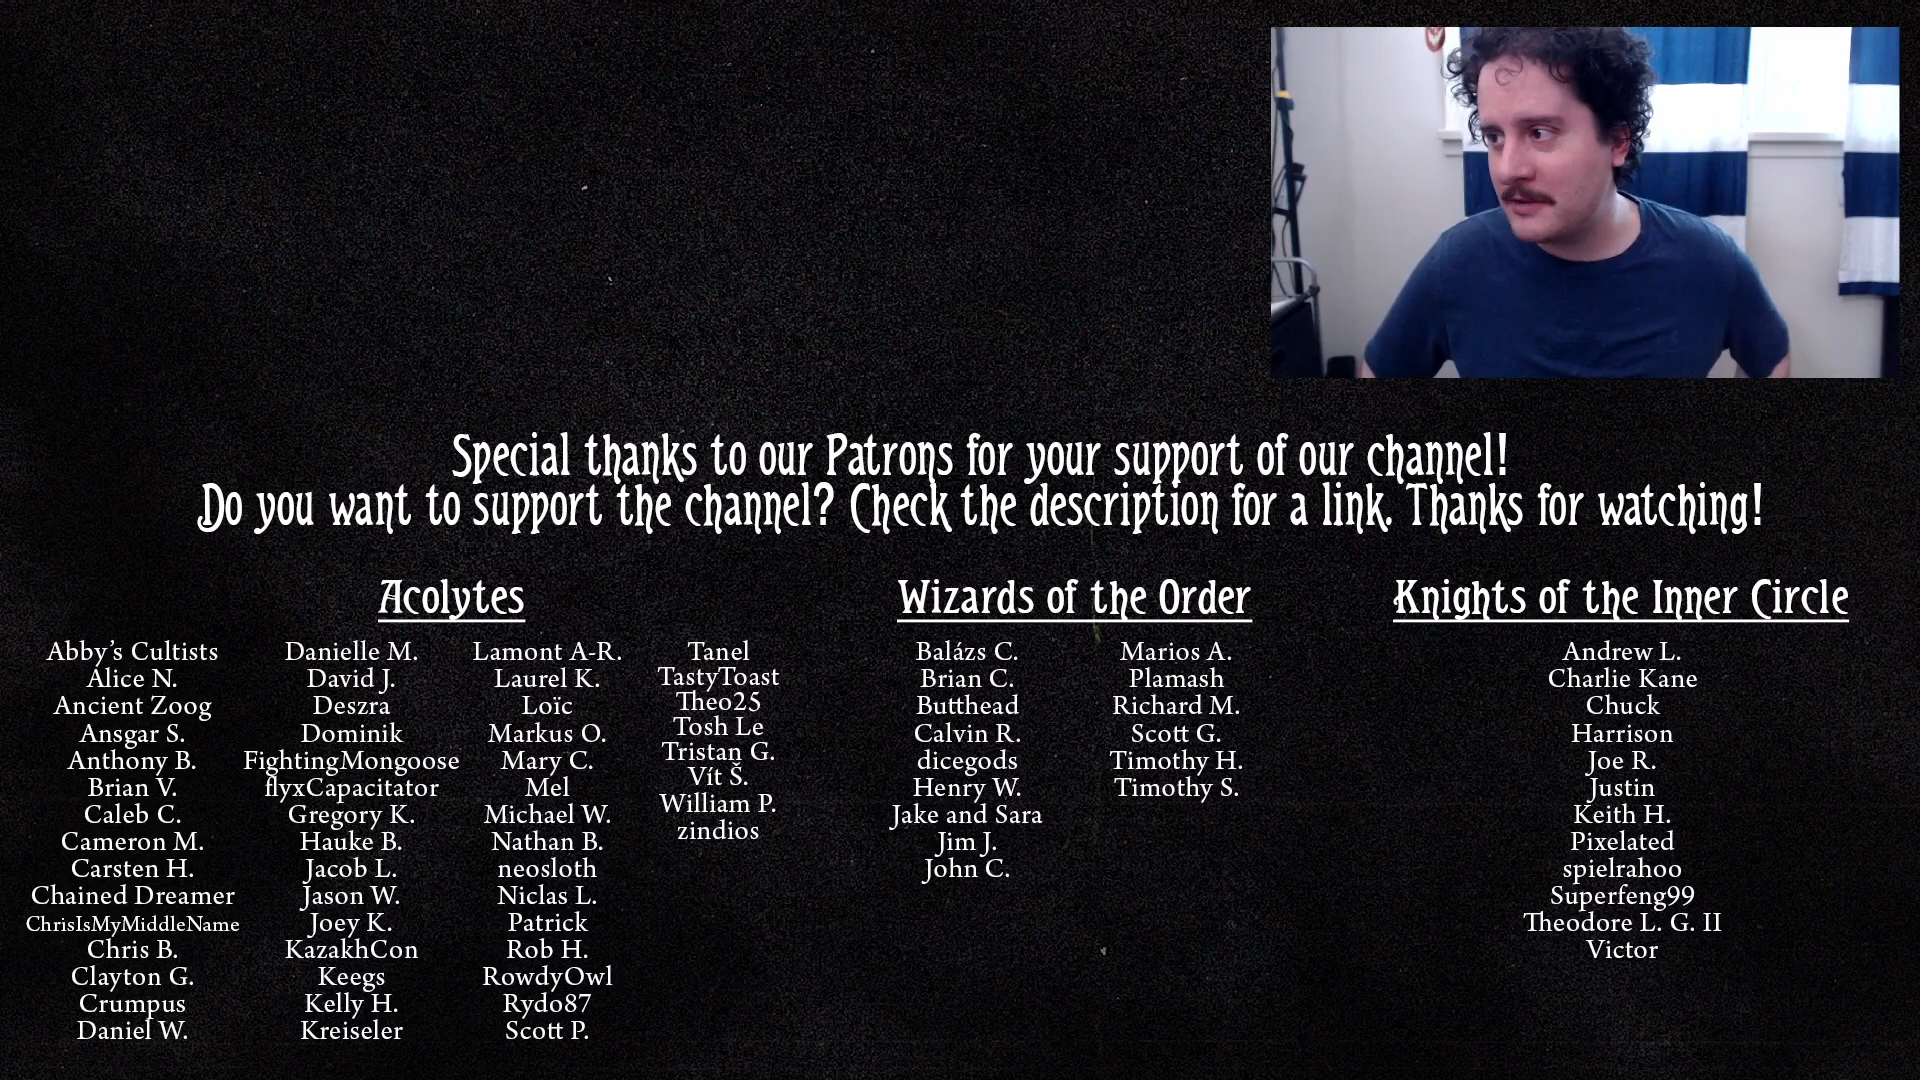 Special thanks to our Patrons for your support of our channel!
Do you want to support the channel? Check the description for a link. Thanks for watching!
Acolytes
Abby's Cultists
Alice N.
Ancient Zoog
Ansgar S.
Anthony B.
Brian V.
Caleb C.
Cameron M.
Carsten H.
Chained Dreamer
ChrisIsMyMiddleName
Chris B.
Clayton G.
Crumpus
Daniel W.
Danielle M.
David J.
Deszra
Dominik
FightingMongoose
flyxCapacitator
Gregory K.
Hauke B.
Jacob L.
Jason W.
Joey K.
KazakhCon
Keegs
Kelly H.
Kreiseler
Lamont A-R.
Laurel K.
Loïc
Markus O.
Mary C.
Mel
Michael W.
Nathan B.
neosloth
Niclas L.
Patrick
Rob H.
RowdyOwl
Rydo87
Scott P.
Tanel
TastyToast
Theo25
Tosh Le
Tristan G.
Vít Š.
William P.
zindios
Wizards of the Order
Balázs C.
Brian C.
Butthead
Calvin R.
dicegods
Henry W.
Jake and Sara
Jim J.
John C.
Marios A.
Plamash
Richard M.
Scott G.
Timothy H.
Timothy S.
Knights of the Inner Circle
Andrew L.
Charlie Kane
Chuck
Harrison
Joe R.
Justin
Keith H.
Pixelated
spielrahoo
Superfeng99
Theodore L. G. II
Victor